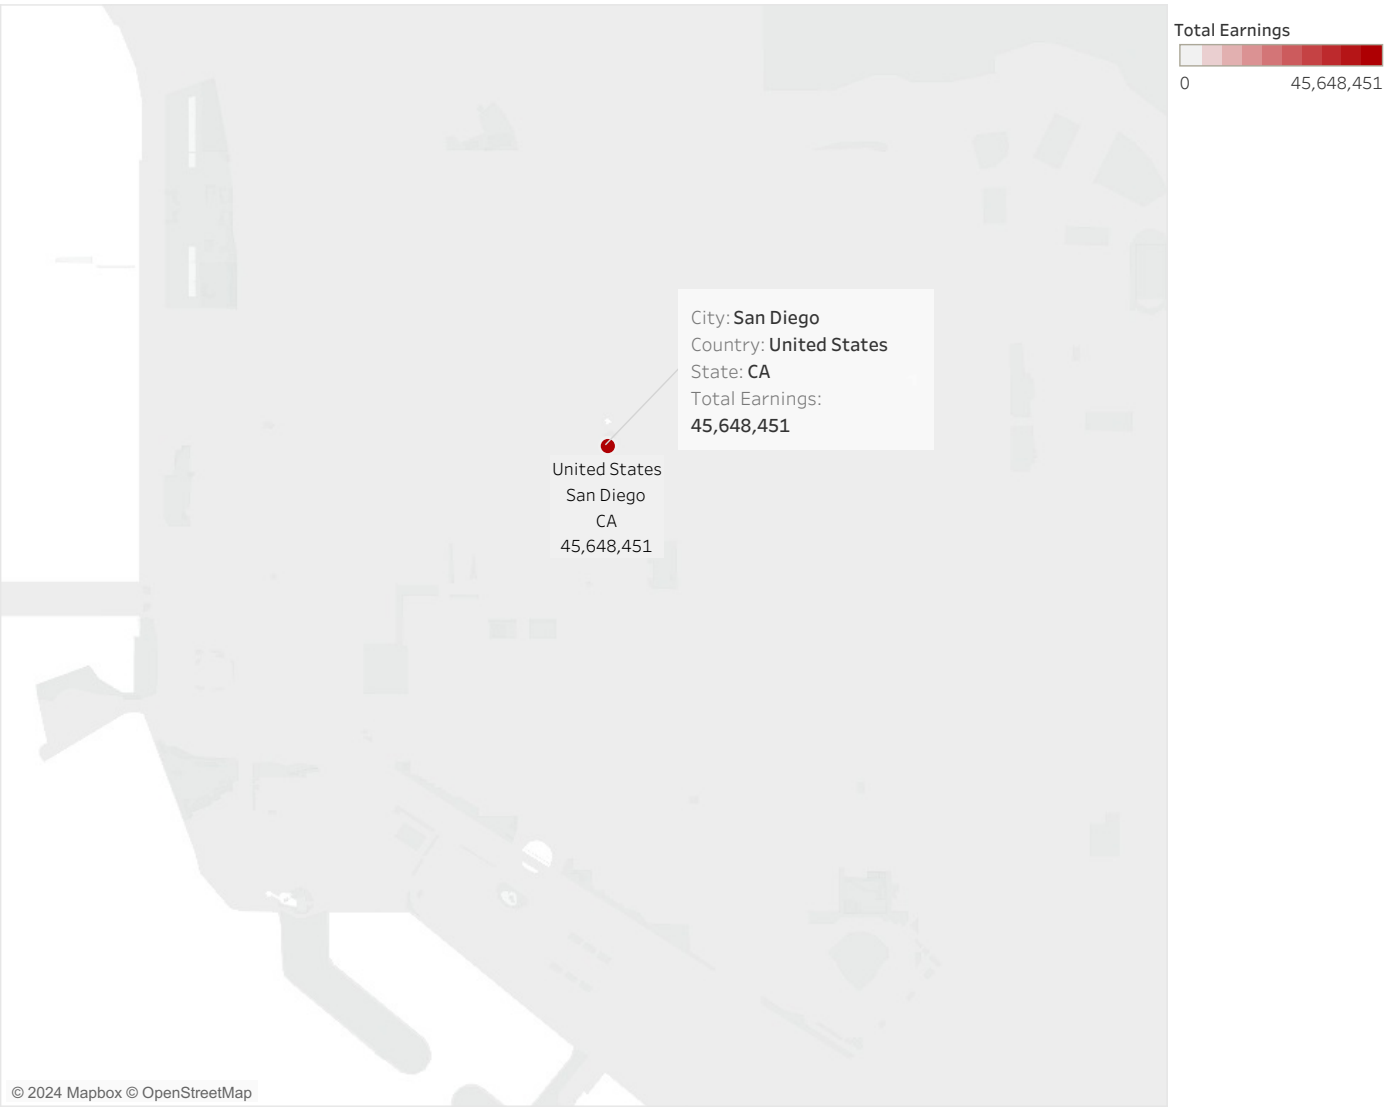 Total Earnings
0 45,648,451
City: San Diego
Country: United States
State: CA
Total Earnings:
45,648,451
United States
San Diego
CA
45,648,451
© 2024 Mapbox © OpenStreetMap